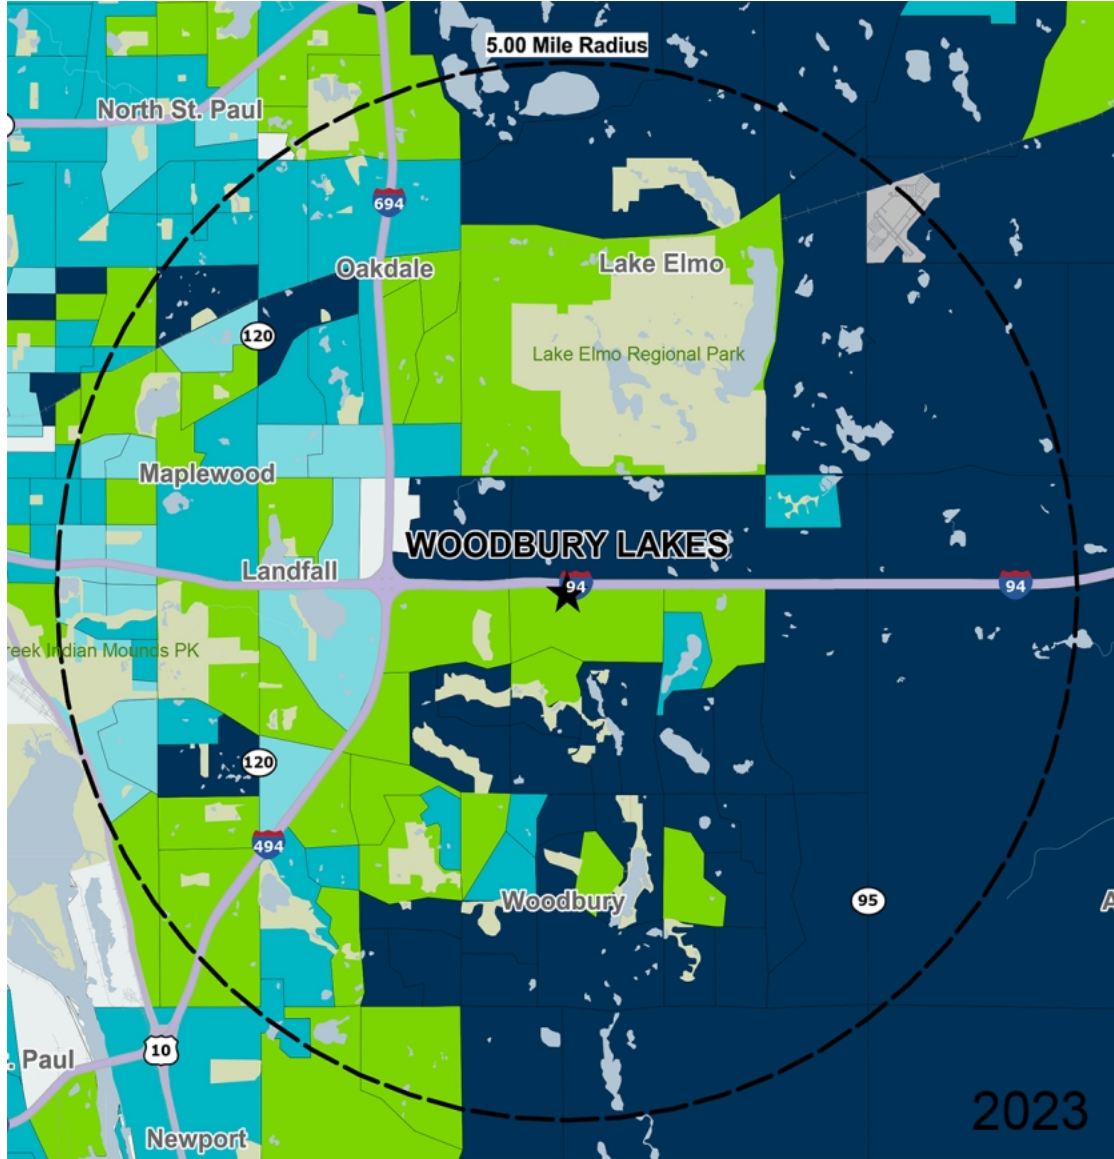 5.00 Mile Radius
North St. Paul
694
Oakdale
Lake Elmo
120
Lake Elmo Regional Park
Maplewood
WOODBURY LAKES
Landfall
94
94
reek Indian Mounds PK
120
494
Woodbury
95
A
10
. Paul
2023
Newport